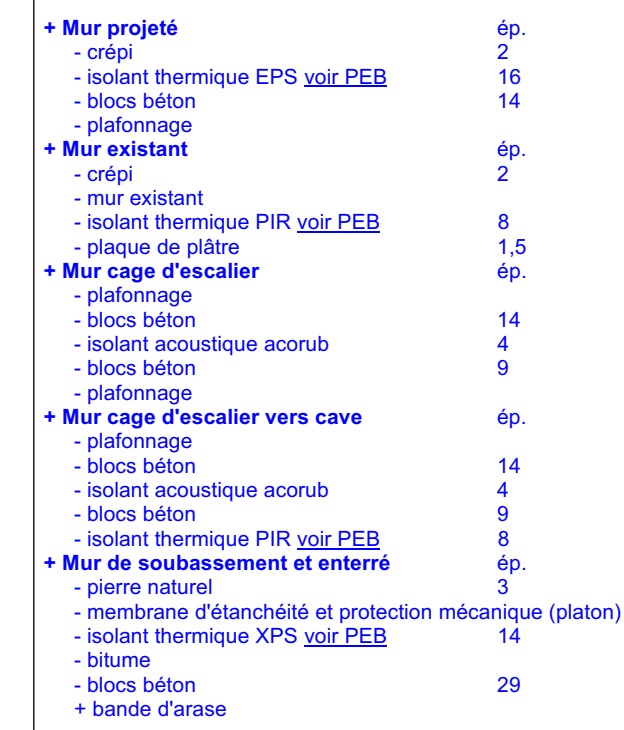 + Mur projeté ép.
- crépi 2
- isolant thermique EPS voir PEB 16
- blocs béton 14
- plafonnage
+ Mur existant ép.
- crépi 2
- mur existant
- isolant thermique PIR voir PEB 8
- plaque de plâtre 1,5
+ Mur cage d'escalier ép.
- plafonnage
- blocs béton 14
- isolant acoustique acorub 4
- blocs béton 9
- plafonnage
+ Mur cage d'escalier vers cave ép.
- plafonnage
- blocs béton 14
- isolant acoustique acorub 4
- blocs béton 9
- isolant thermique PIR voir PEB 8
+ Mur de soubassement et enterré ép.
- pierre naturel 3
- membrane d'étanchéité et protection mécanique (platon)
- isolant thermique XPS voir PEB 14
- bitume
- blocs béton 29
+ bande d'arase